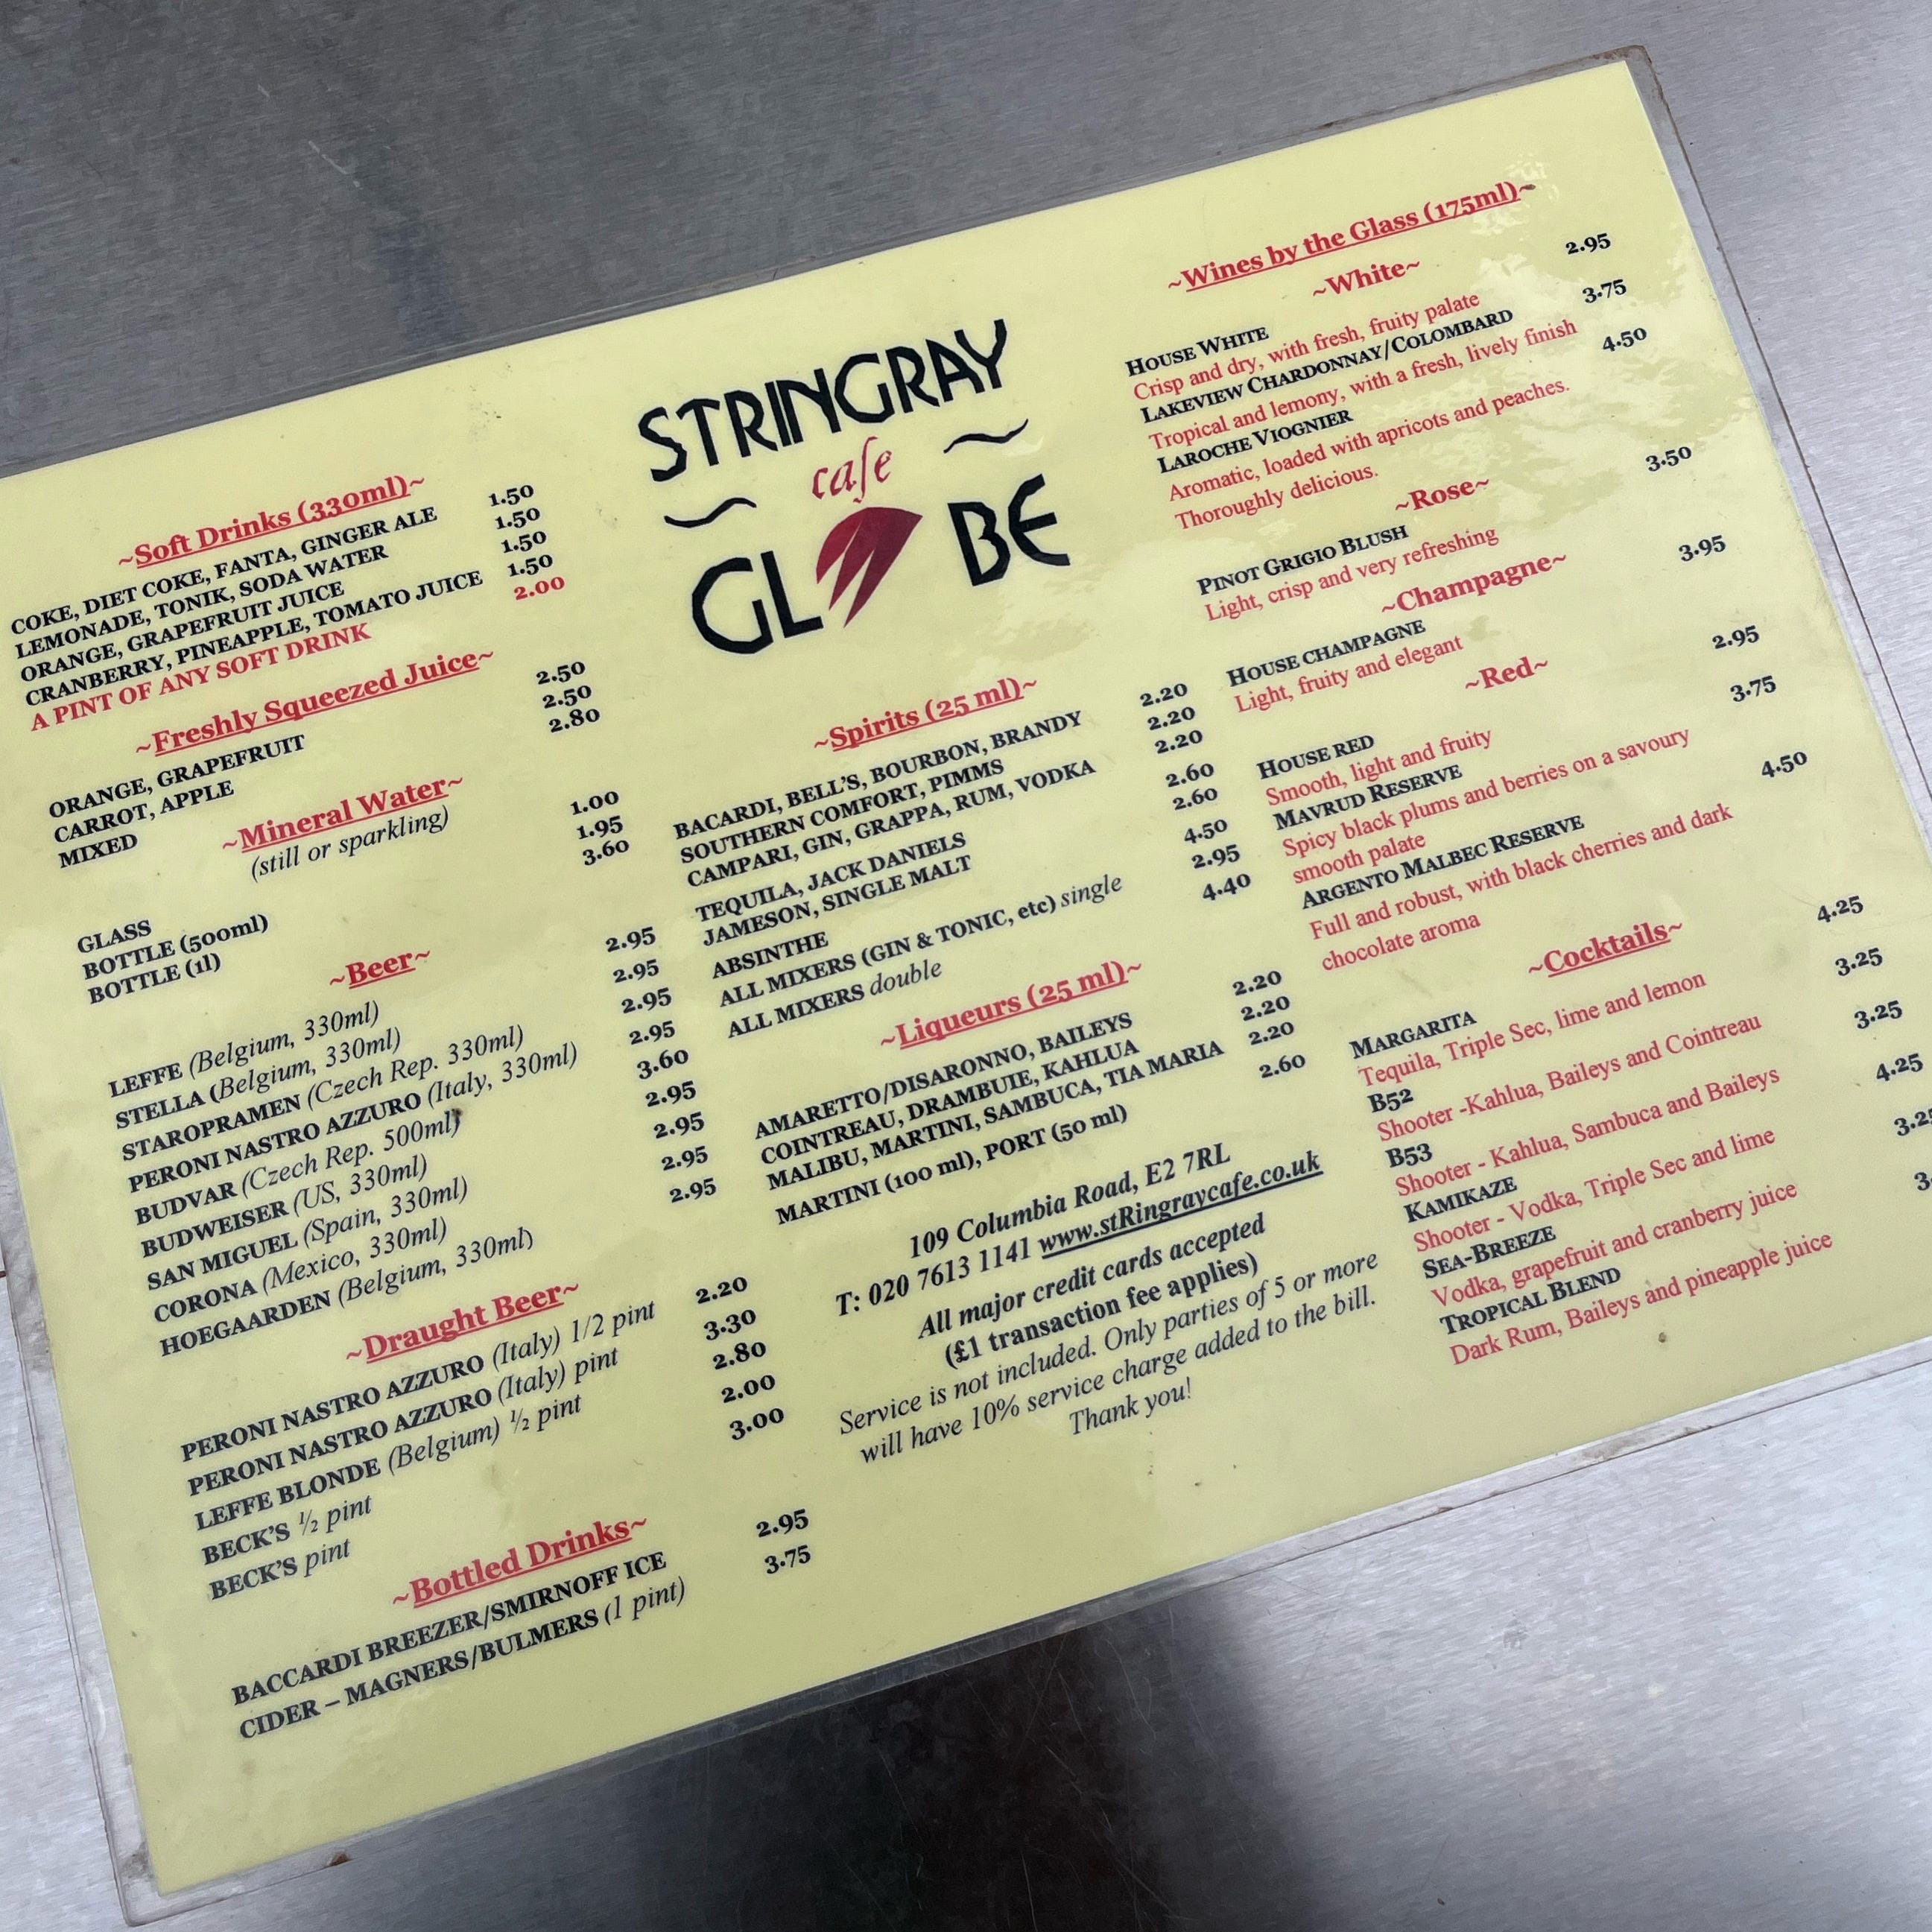 ~Soft Drinks (330ml)~
COKE, DIET COKE, FANTA, GINGER ALE 1.50
LEMONADE, TONIK, SODA WATER 1.50
ORANGE, GRAPEFRUIT JUICE 1.50
CRANBERRY, PINEAPPLE, TOMATO JUICE 1.50
A PINT OF ANY SOFT DRINK 2.00
~Freshly Squeezed Juice~
ORANGE, GRAPEFRUIT 2.50
CARROT, APPLE 2.50
MIXED 2.80
~Mineral Water~
(still or sparkling)
GLASS 1.00
BOTTLE (500ml) 1.95
BOTTLE (1l) 3.60
~Beer~
LEFFE (Belgium, 330ml) 2.95
STELLA (Belgium, 330ml) 2.95
STAROPRAMEN (Czech Rep. 330ml) 2.95
PERONI NASTRO AZZURO (Italy, 330ml) 2.95
BUDVAR (Czech Rep. 500ml) 3.60
BUDWEISER (US, 330ml) 2.95
SAN MIGUEL (Spain, 330ml) 2.95
CORONA (Mexico, 330ml) 2.95
HOEGAARDEN (Belgium, 330ml) 2.95
~Draught Beer~
PERONI NASTRO AZZURO (Italy) 1/2 pint 2.20
PERONI NASTRO AZZURO (Italy) pint 3.30
LEFFE BLONDE (Belgium) ½ pint 2.80
BECK'S ½ pint 2.00
BECK'S pint 3.00
~Bottled Drinks~
BACCARDI BREEZER/SMIRNOFF ICE 2.95
CIDER – MAGNERS/BULMERS (1 pint) 3.75
STRINGRAY
cafe
GLOBE
~Spirits (25 ml)~
BACARDI, BELL'S, BOURBON, BRANDY 2.20
SOUTHERN COMFORT, PIMMS 2.20
CAMPARI, GIN, GRAPPA, RUM, VODKA 2.20
TEQUILA, JACK DANIELS 2.60
JAMESON, SINGLE MALT 2.60
ABSINTHE 4.50
ALL MIXERS (GIN & TONIC, etc) single 2.95
ALL MIXERS double 4.40
~Liqueurs (25 ml)~
AMARETTO/DISARONNO, BAILEYS 2.20
COINTREAU, DRAMBUIE, KAHLUA 2.20
MALIBU, MARTINI, SAMBUCA, TIA MARIA 2.20
MARTINI (100 ml), PORT (50 ml) 2.60
109 Columbia Road, E2 7RL
T: 020 7613 1141 www.stRingraycafe.co.uk
All major credit cards accepted
(£1 transaction fee applies)
Service is not included. Only parties of 5 or more
will have 10% service charge added to the bill.
Thank you!
~Wines by the Glass (175ml)~
~White~
HOUSE WHITE 2.95
Crisp and dry, with fresh, fruity palate
LAKEVIEW CHARDONNAY/COLOMBARD 3.75
Tropical and lemony, with a fresh, lively finish
LAROCHE VIOGNIER 4.50
Aromatic, loaded with apricots and peaches.
Thoroughly delicious.
~Rose~
PINOT GRIGIO BLUSH 3.50
Light, crisp and very refreshing
~Champagne~
HOUSE CHAMPAGNE 3.95
Light, fruity and elegant
~Red~
HOUSE RED 2.95
Smooth, light and fruity
MAVRUD RESERVE 3.75
Spicy black plums and berries on a savoury
smooth palate
ARGENTO MALBEC RESERVE 4.50
Full and robust, with black cherries and dark
chocolate aroma
~Cocktails~
MARGARITA 4.25
Tequila, Triple Sec, lime and lemon
B52 3.25
Shooter -Kahlua, Baileys and Cointreau
B53 3.25
Shooter - Kahlua, Sambuca and Baileys
KAMIKAZE 4.25
Shooter - Vodka, Triple Sec and lime
SEA-BREEZE 3.25
Vodka, grapefruit and cranberry juice
TROPICAL BLEND
Dark Rum, Baileys and pineapple juice